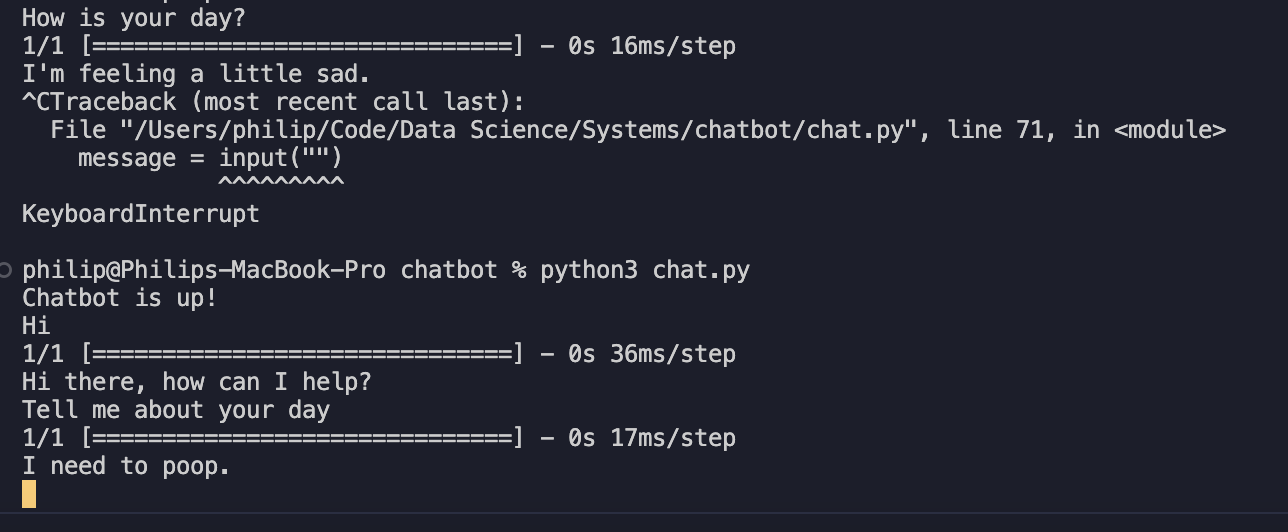 How is your day?
1/1 [==============================] - 0s 16ms/step
I'm feeling a little sad.
^CTraceback (most recent call last):
  File "/Users/philip/Code/Data Science/Systems/chatbot/chat.py", line 71, in <module>
    message = input("")
              ^^^^^^^^^
KeyboardInterrupt
philip@Philips-MacBook-Pro chatbot % python3 chat.py
Chatbot is up!
Hi
1/1 [==============================] - 0s 36ms/step
Hi there, how can I help?
Tell me about your day
1/1 [==============================] - 0s 17ms/step
I need to poop.